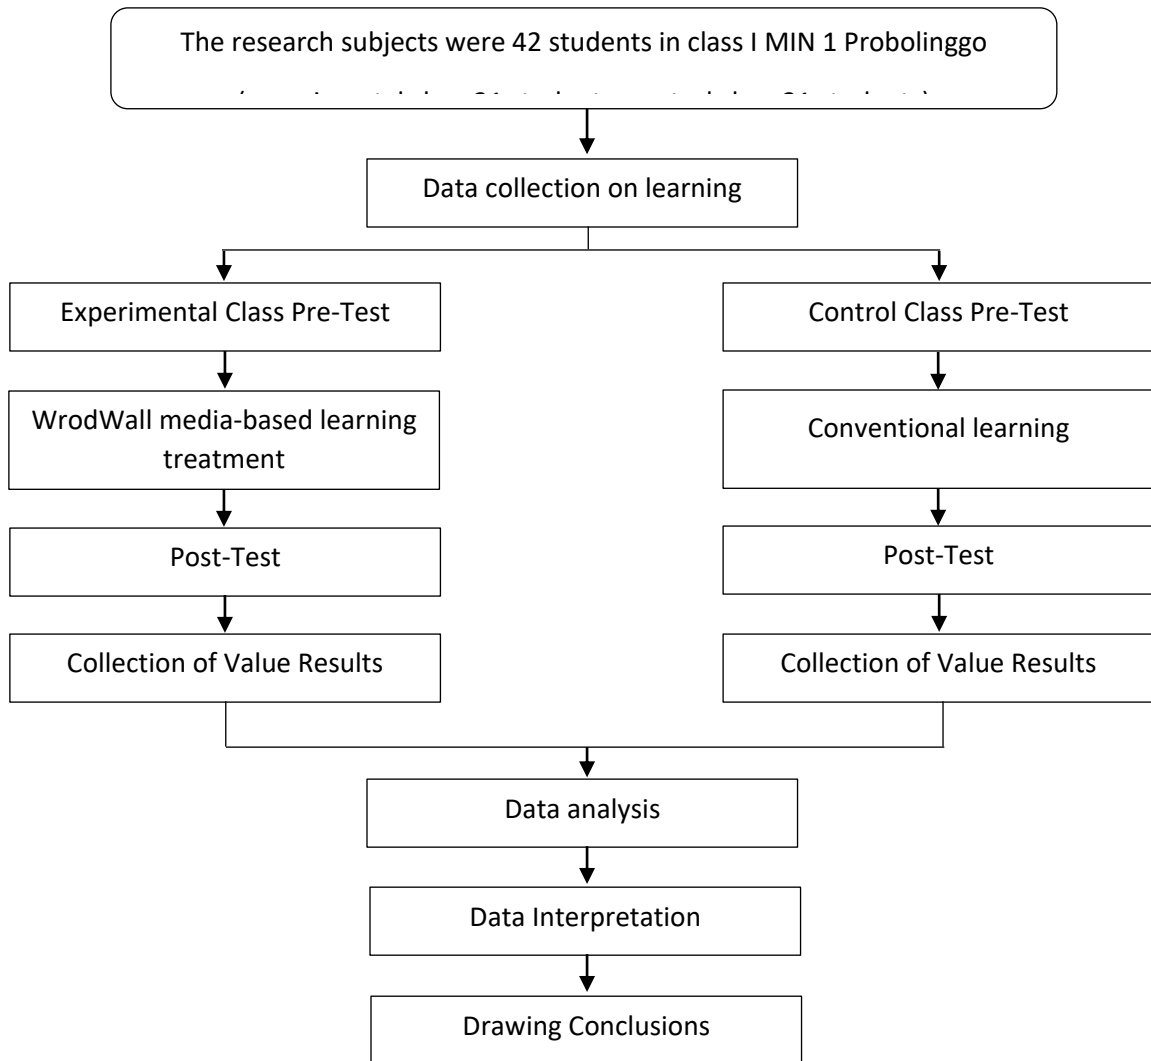 The research subjects were 42 students in class I MIN 1 Probolinggo
Data collection on learning
Experimental Class Pre-Test
Control Class Pre-Test
WrodWall media-based learning
treatment
Conventional learning
Post-Test
Post-Test
Collection of Value Results
Collection of Value Results
Data analysis
Data Interpretation
Drawing Conclusions